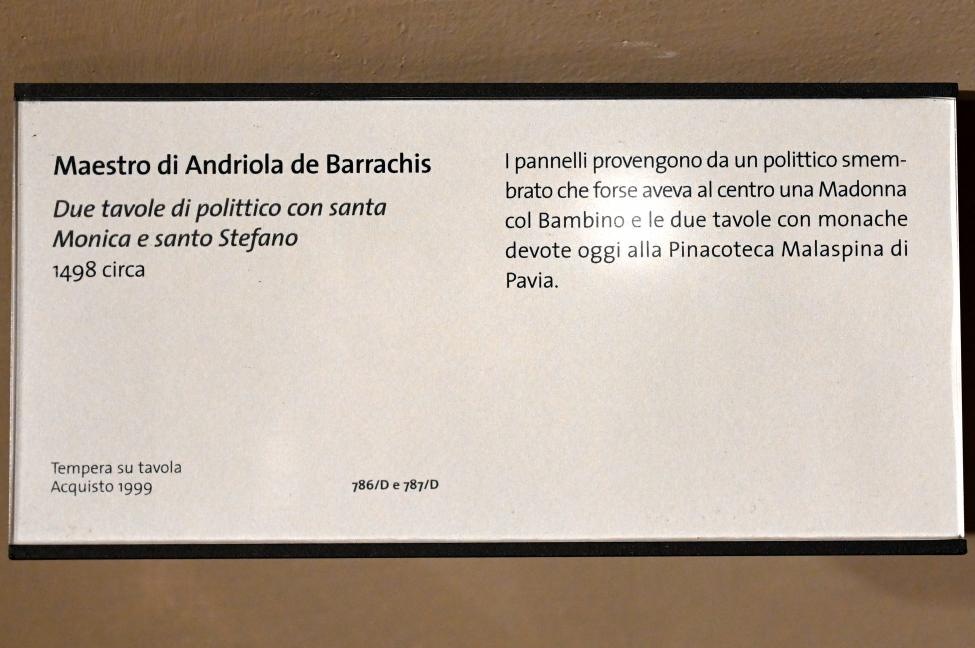 Maestro di Andriola de Barrachis
Due tavole di polittico con santa
Monica e santo Stefano
1498 circa
Tempera su tavola
Acquisto 1999
786/D e 787/D
I pannelli provengono da un polittico smem-
brato che forse aveva al centro una Madonna
col Bambino e le due tavole con monache
devote oggi alla Pinacoteca Malaspina di
Pavia.